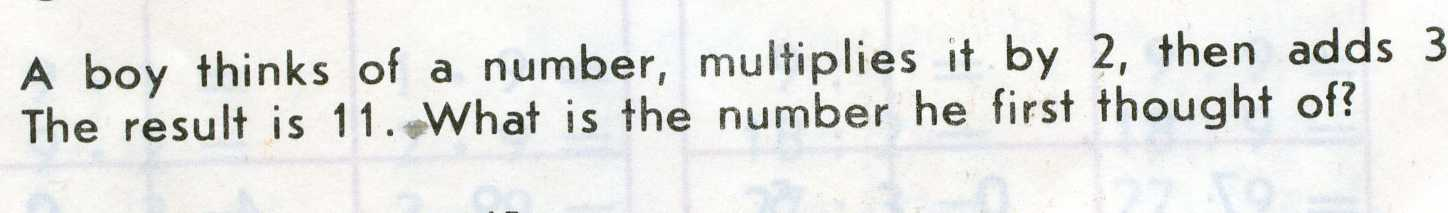 A boy thinks of a number, multiplies it by 2, then adds 3
The result is 11. What is the number he first thought of?